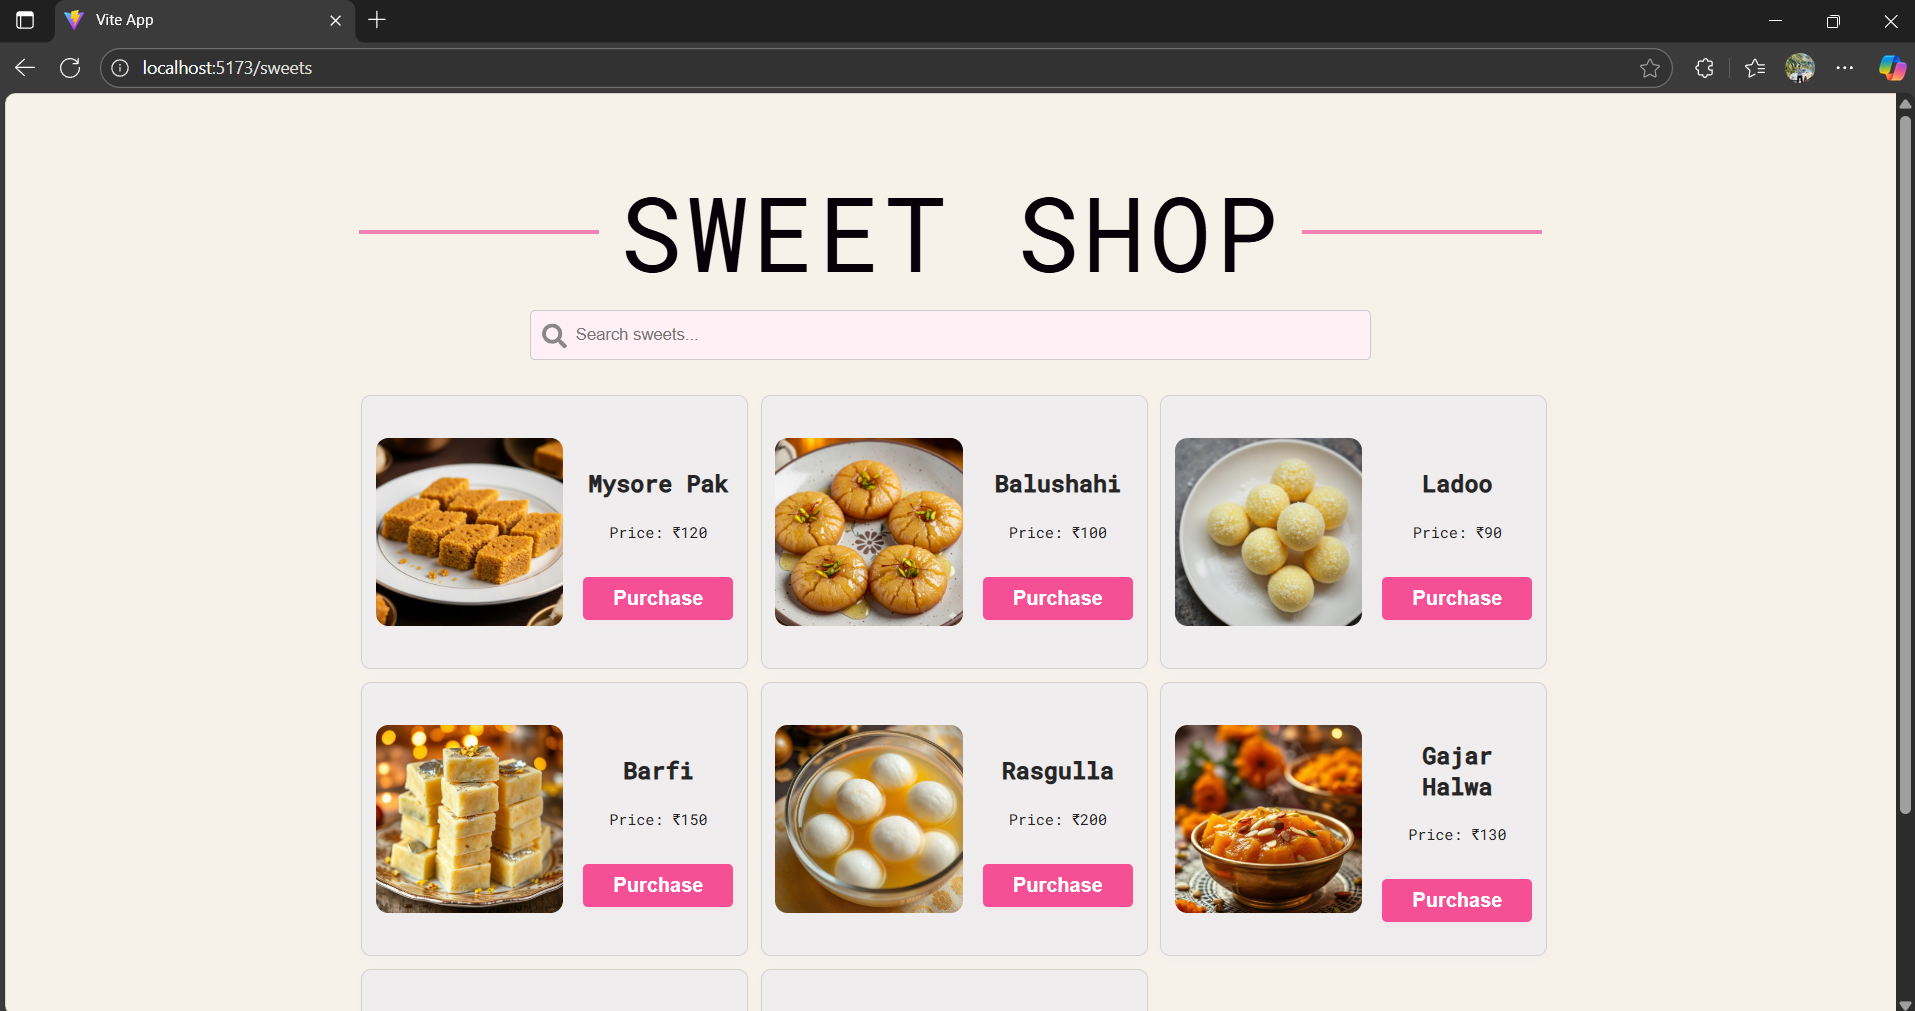 Vite App
localhost:5173/sweets
SWEET SHOP
Search sweets...
Mysore Pak
Price: ₹120
Purchase
Balushahi
Price: ₹100
Purchase
Ladoo
Price: ₹90
Purchase
Barfi
Price: ₹150
Purchase
Rasgulla
Price: ₹200
Purchase
Gajar
Halwa
Price: ₹130
Purchase